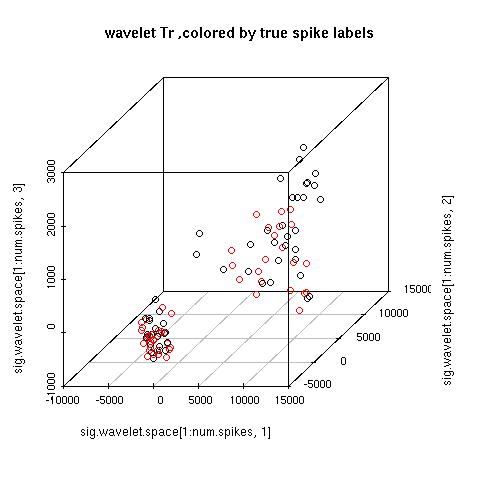 wavelet Tr ,colored by true spike labels
3000
2000
1000
0
-1000
sig.wavelet.space[1:num.spikes, 3]
-10000 -5000 0 5000 10000 15000
sig.wavelet.space[1:num.spikes, 1]
15000
10000
5000
0
-5000
sig.wavelet.space[1:num.spikes, 2]